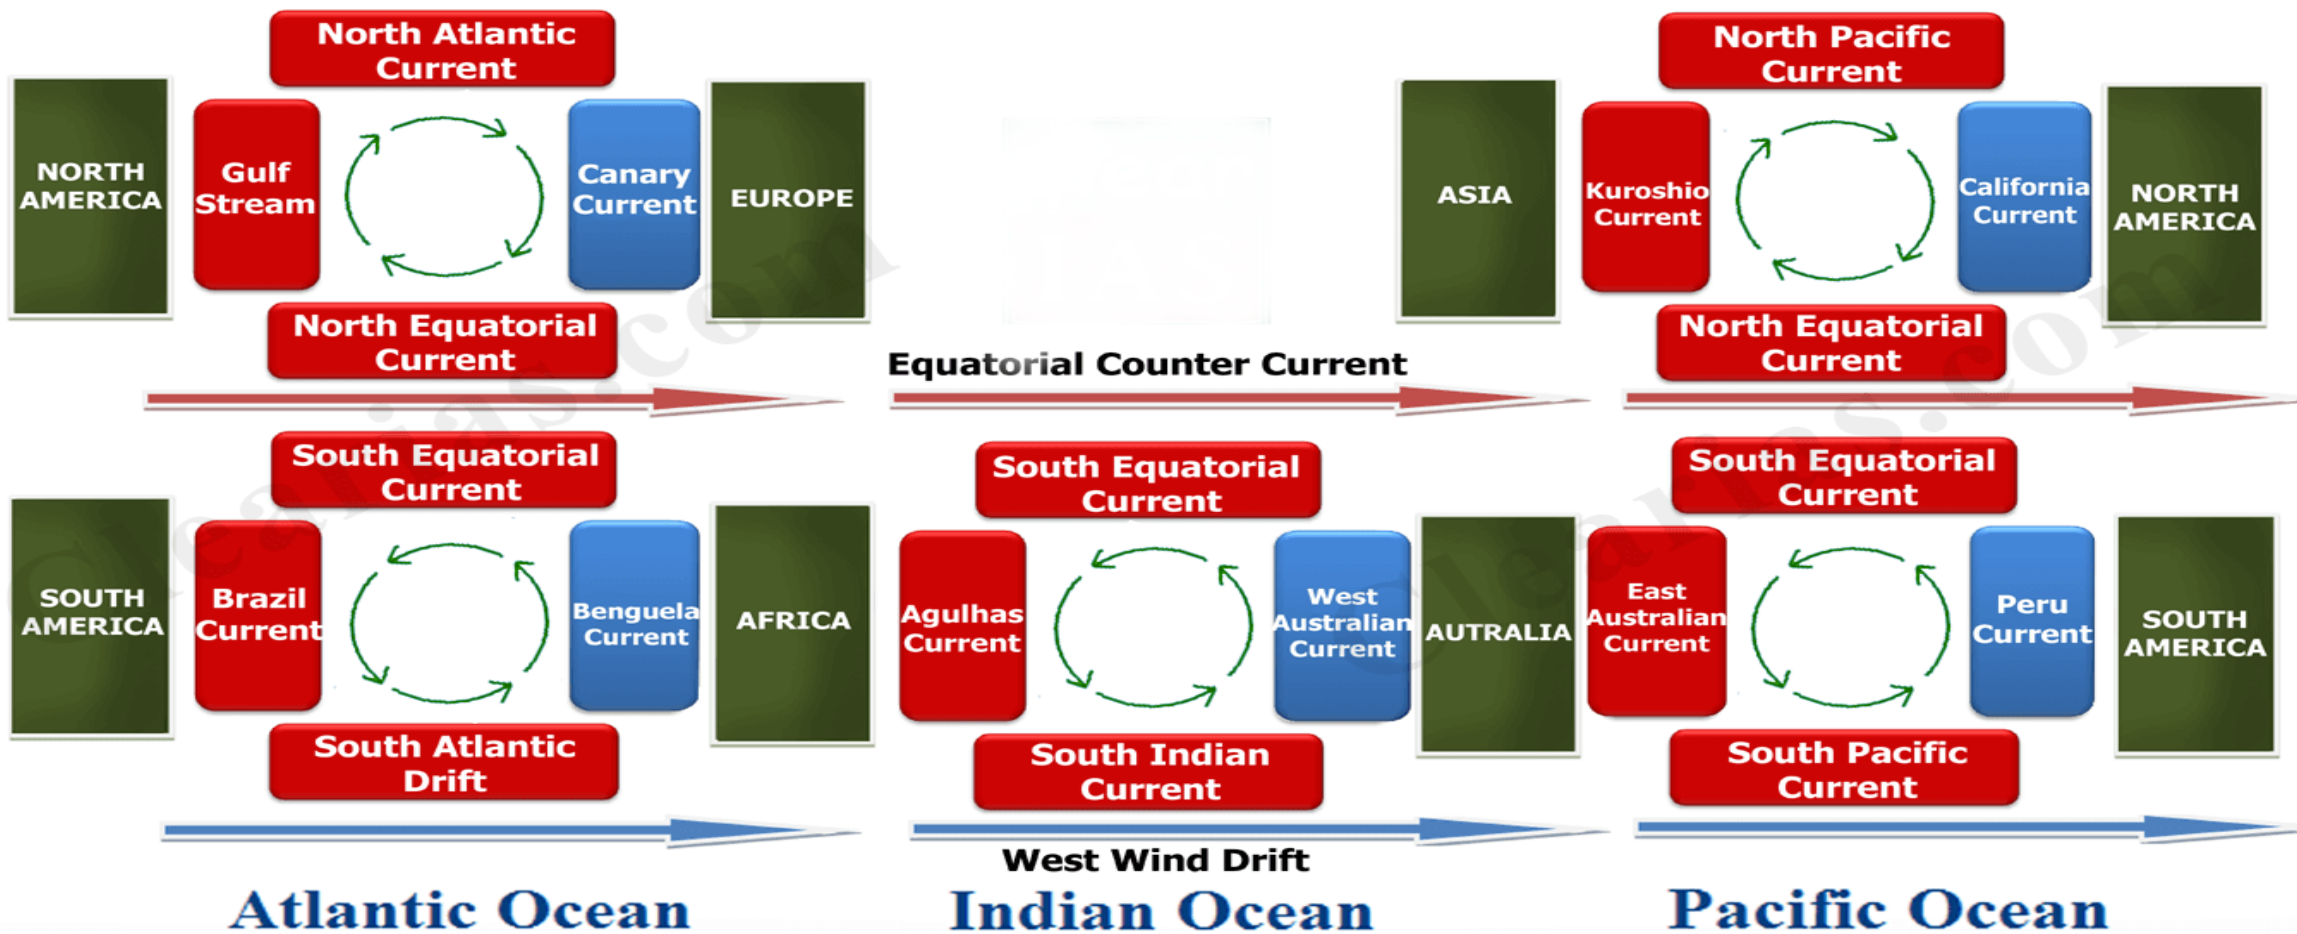 North Atlantic
Current
NORTH
AMERICA
Gulf
Stream
Canary
Current
EUROPE
North Equatorial
Current
North Pacific
Current
ASIA
Kuroshio
Current
California
Current
NORTH
AMERICA
North Equatorial
Current
Equatorial Counter Current
South Equatorial
Current
SOUTH
AMERICA
Brazil
Current
Benguela
Current
AFRICA
South Atlantic
Drift
South Equatorial
Current
Agulhas
Current
West
Australian
Current
AUTRALIA
South Indian
Current
South Equatorial
Current
East
Australian
Current
Peru
Current
SOUTH
AMERICA
South Pacific
Current
West Wind Drift
Atlantic Ocean
Indian Ocean
Pacific Ocean
Clearias.com
Clearias.com